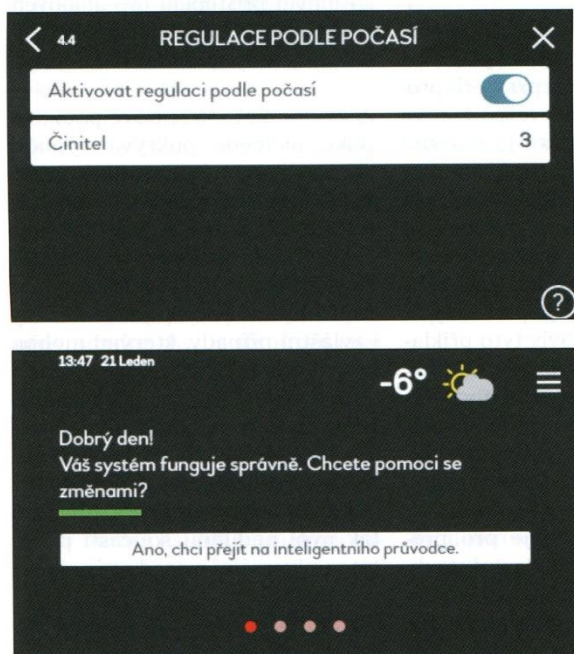 4.4 REGULACE PODLE POČASÍ
Aktivovat regulaci podle počasí
Činitel 3
?
13:47 21 Leden
-6°
Dobrý den!
Váš systém funguje správně. Chcete pomoci se
změnami?
Ano, chci přejít na inteligentního průvodce.